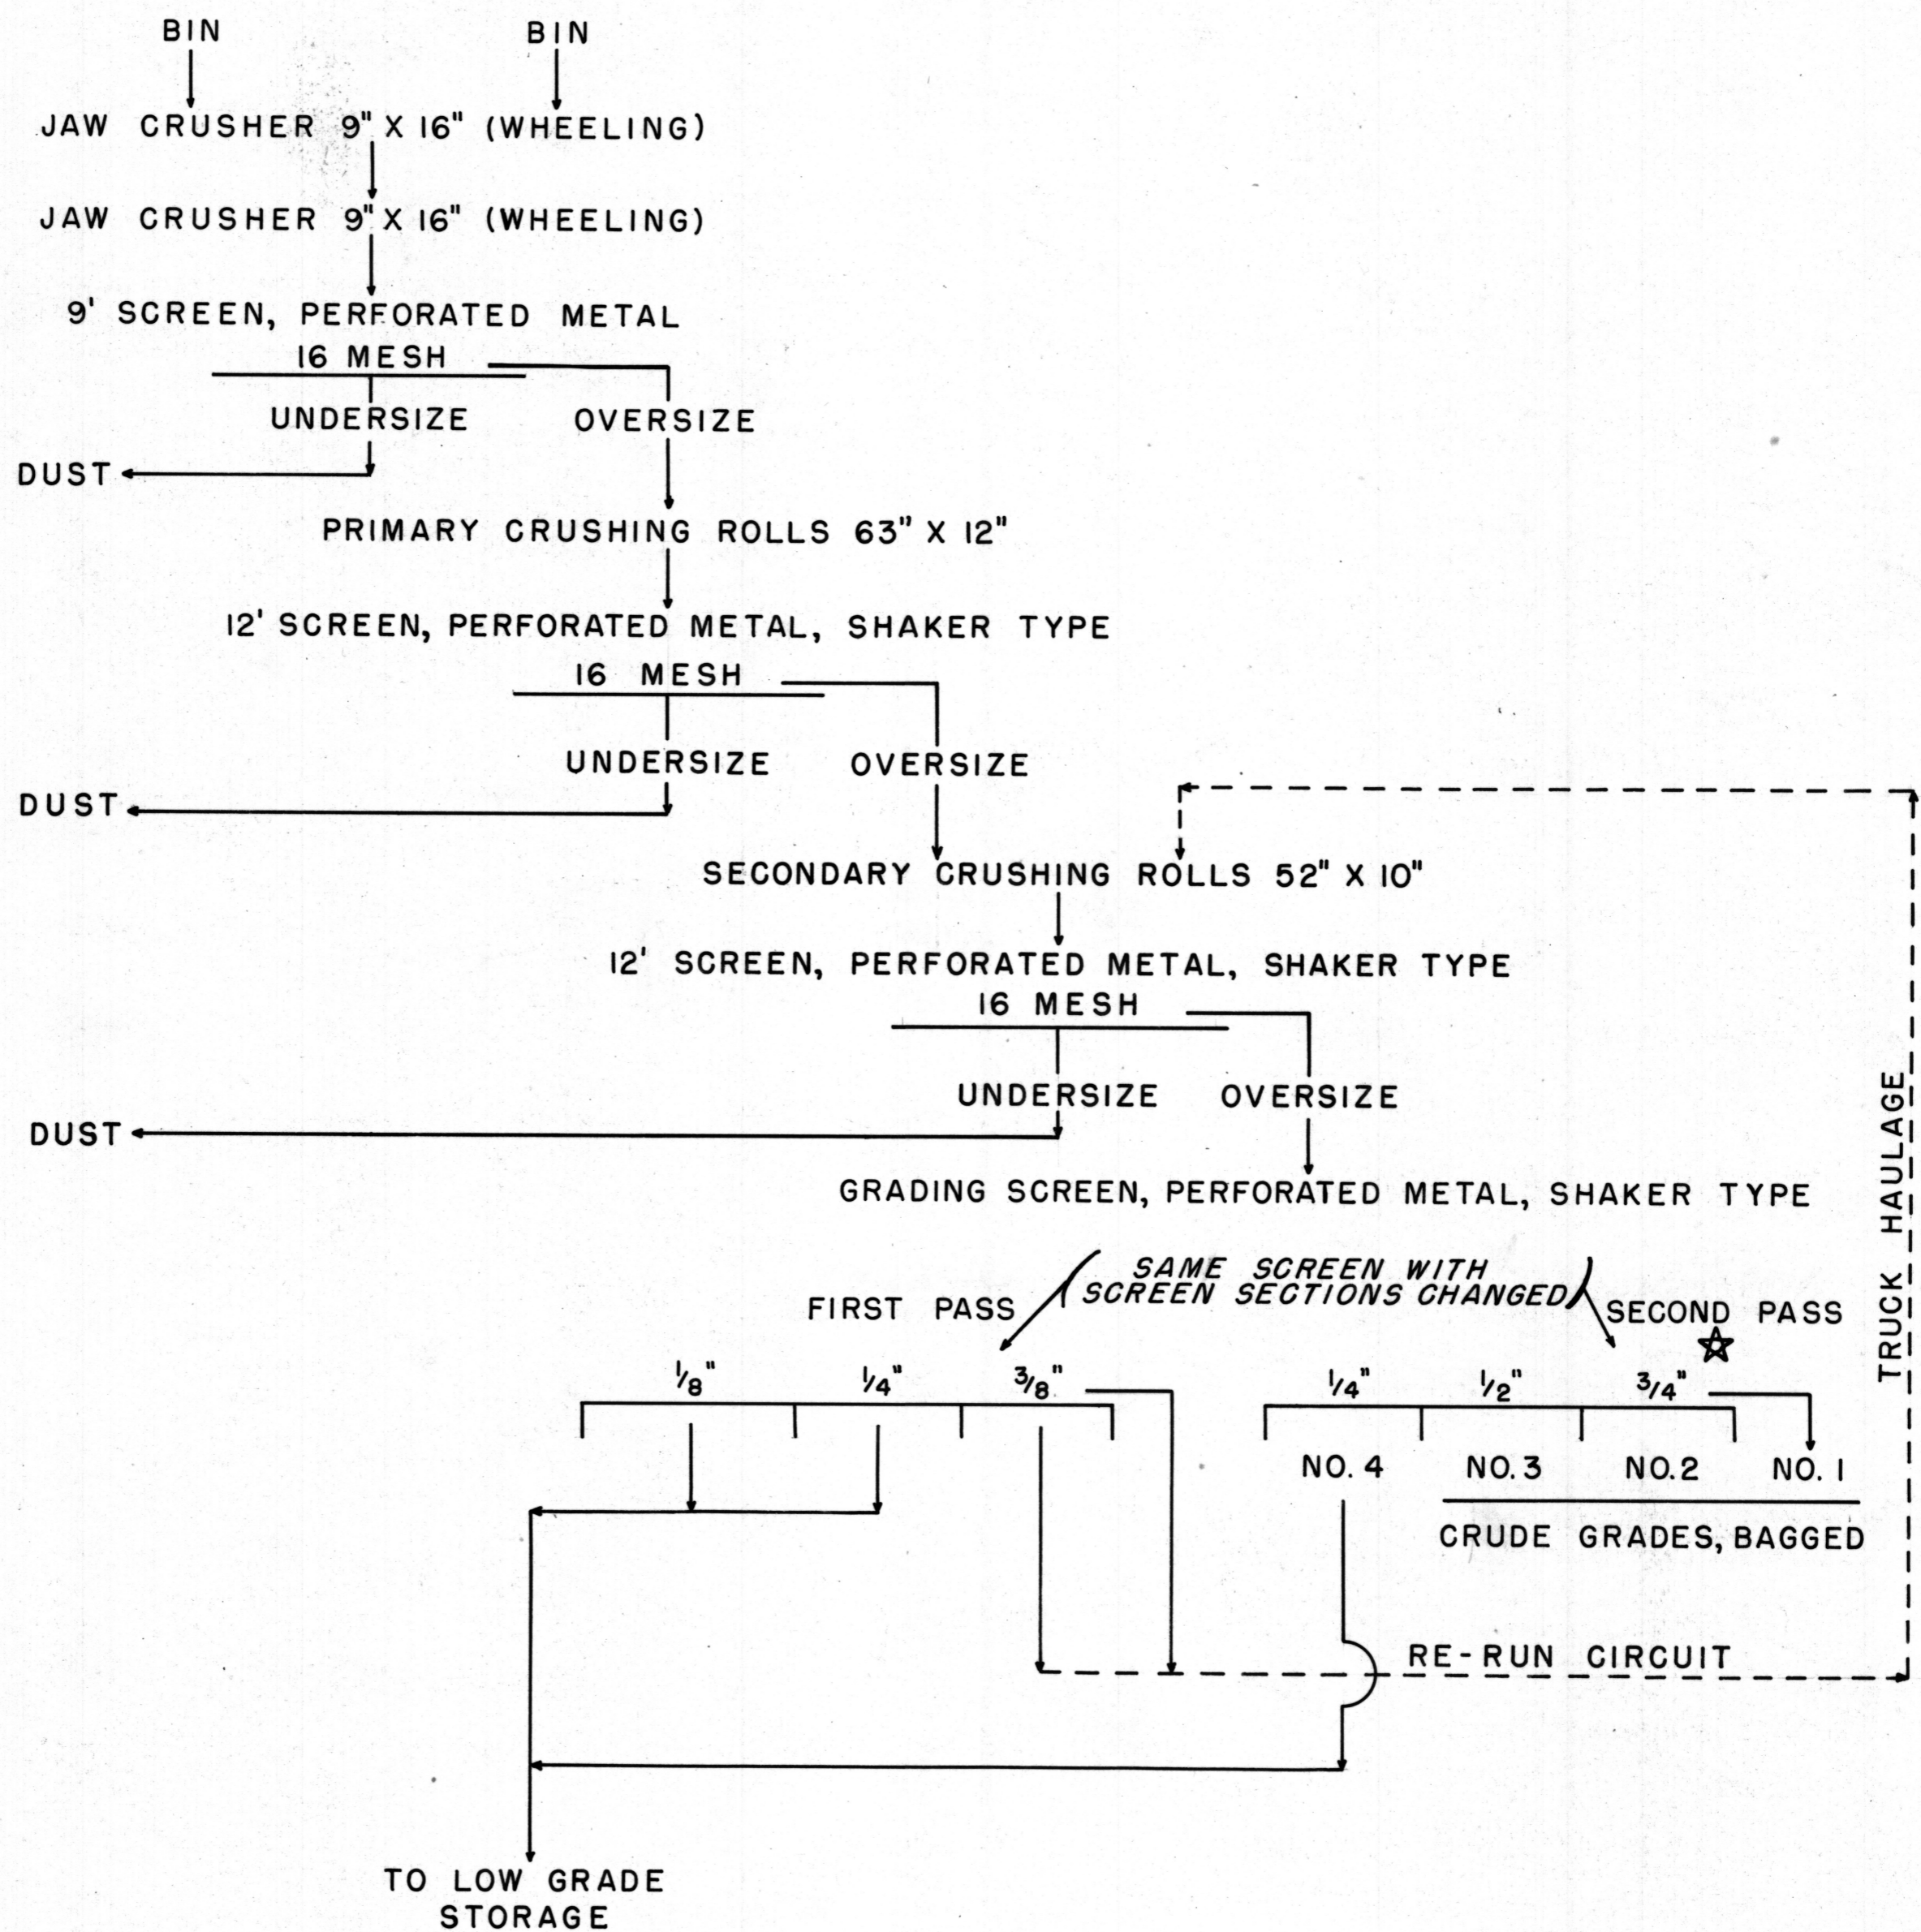 BIN
BIN
JAW CRUSHER 9" X 16" (WHEELING)
JAW CRUSHER 9" X 16" (WHEELING)
9' SCREEN, PERFORATED METAL
16 MESH
UNDERSIZE
OVERSIZE
DUST
PRIMARY CRUSHING ROLLS 63" X 12"
12' SCREEN, PERFORATED METAL, SHAKER TYPE
16 MESH
UNDERSIZE
OVERSIZE
DUST
SECONDARY CRUSHING ROLLS 52" X 10"
12' SCREEN, PERFORATED METAL, SHAKER TYPE
16 MESH
UNDERSIZE
OVERSIZE
DUST
GRADING SCREEN, PERFORATED METAL, SHAKER TYPE
(SAME SCREEN WITH
SCREEN SECTIONS CHANGED)
FIRST PASS
SECOND PASS
1/8"
1/4"
3/8"
1/4"
1/2"
3/4"
NO. 4
NO. 3
NO. 2
NO. 1
CRUDE GRADES, BAGGED
RE-RUN CIRCUIT
TRUCK HAULAGE
TO LOW GRADE
STORAGE